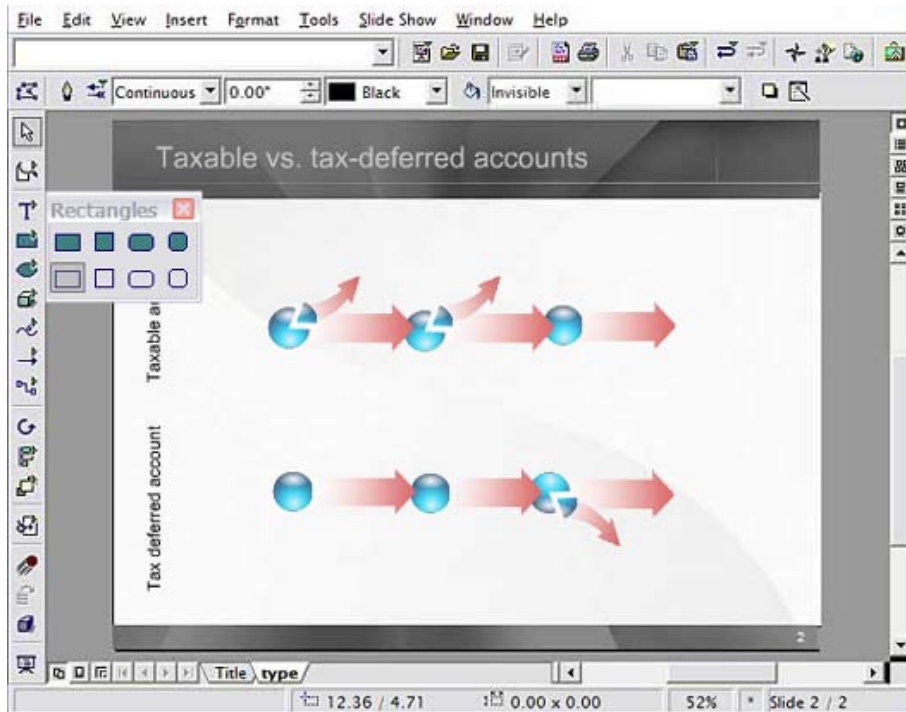 File Edit View Insert Format Tools Slide Show Window Help
Continuous 0.00" Black Invisible
Taxable vs. tax-deferred accounts
Rectangles
Taxable a
Tax deferred account
2
Title type
12.36 / 4.71 0.00 x 0.00 52% * Slide 2 / 2